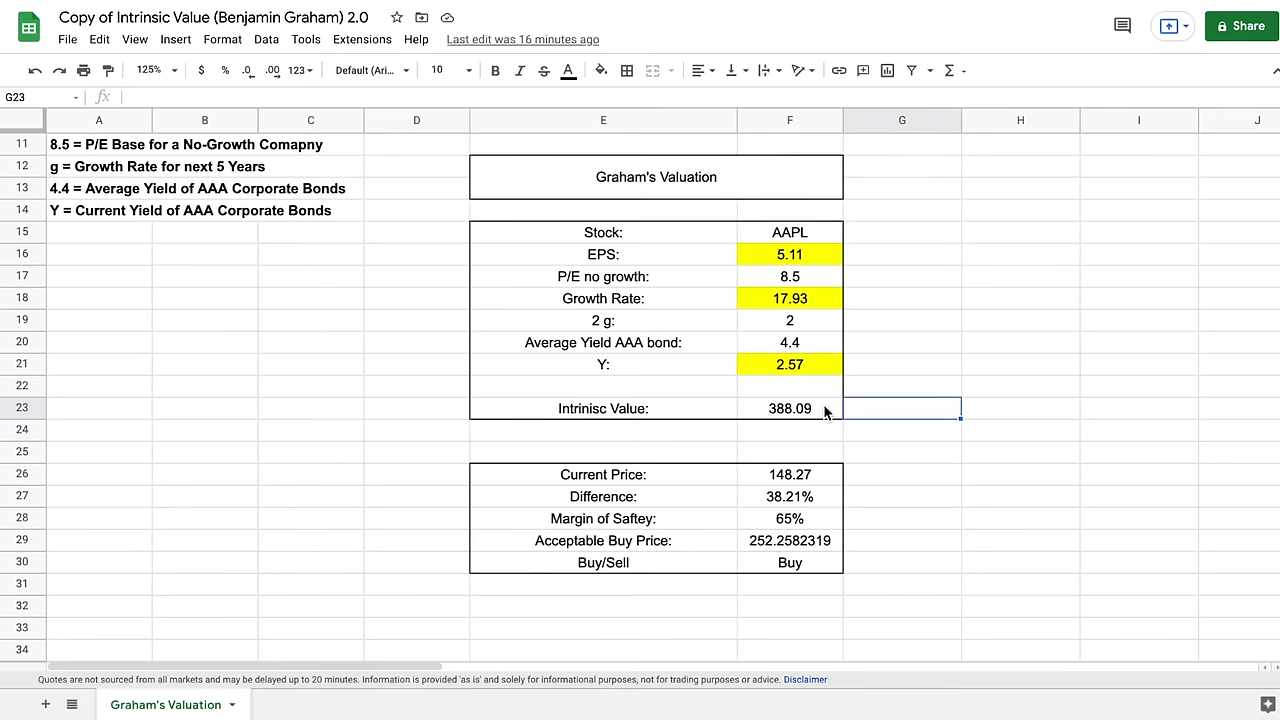 Copy of Intrinsic Value (Benjamin Graham) 2.0
File Edit View Insert Format Data Tools Extensions Help Last edit was 16 minutes ago
Share
125% $ % .0 .00 123 Default (Ari... 10 B I S A
G23 fx
A B C D E F G H I J
11 8.5 = P/E Base for a No-Growth Comapny
12 g = Growth Rate for next 5 Years Graham's Valuation
13 4.4 = Average Yield of AAA Corporate Bonds
14 Y = Current Yield of AAA Corporate Bonds
15 Stock: AAPL
16 EPS: 5.11
17 P/E no growth: 8.5
18 Growth Rate: 17.93
19 2 g: 2
20 Average Yield AAA bond: 4.4
21 Y: 2.57
22
23 Intrinisc Value: 388.09
24
25
26 Current Price: 148.27
27 Difference: 38.21%
28 Margin of Saftey: 65%
29 Acceptable Buy Price: 252.2582319
30 Buy/Sell Buy
31
32
33
34
Quotes are not sourced from all markets and may be delayed up to 20 minutes. Information is provided 'as is' and solely for informational purposes, not for trading purposes or advice. Disclaimer
Graham's Valuation